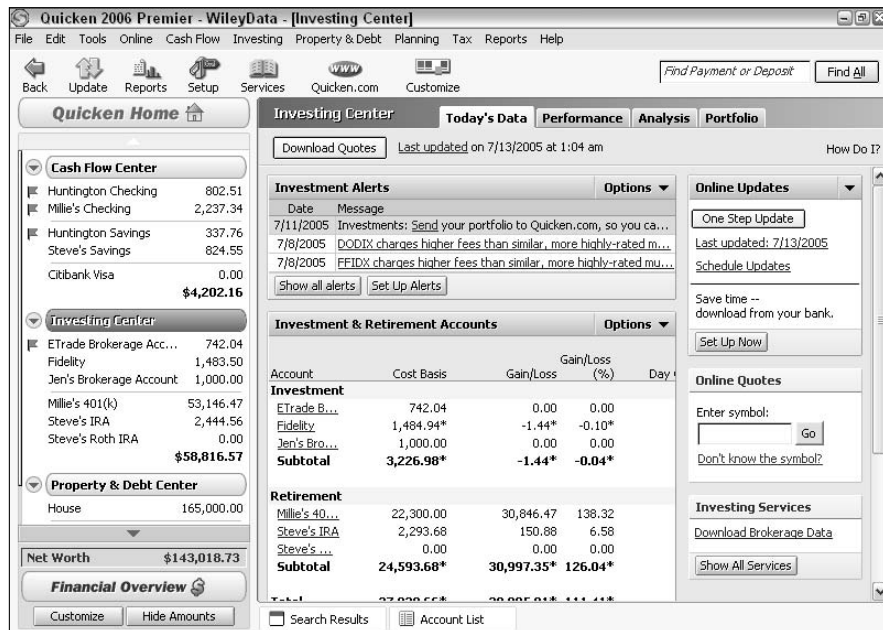 Quicken 2006 Premier - WileyData - [Investing Center]
File Edit Tools Online Cash Flow Investing Property & Debt Planning Tax Reports Help
Back Update Reports Setup Services Quicken.com Customize
Find Payment or Deposit Find All
Quicken Home
Cash Flow Center
Huntington Checking 802.51
Millie's Checking 2,237.34
Huntington Savings 337.76
Steve's Savings 824.55
Citibank Visa 0.00
$4,202.16
Investing Center
ETrade Brokerage Acc... 742.04
Fidelity 1,483.50
Jen's Brokerage Account 1,000.00
Millie's 401(k) 53,146.47
Steve's IRA 2,444.56
Steve's Roth IRA 0.00
$58,816.57
Property & Debt Center
House 165,000.00
Net Worth $143,018.73
Financial Overview
Customize Hide Amounts
Investing Center Today's Data Performance Analysis Portfolio
Download Quotes Last updated on 7/13/2005 at 1:04 am How Do I?
Investment Alerts Options
Date Message
7/11/2005 Investments: Send your portfolio to Quicken.com, so you ca...
7/8/2005 DODIX charges higher fees than similar, more highly-rated m...
7/8/2005 FFIDX charges higher fees than similar, more highly-rated mu...
Show all alerts Set Up Alerts
Investment & Retirement Accounts Options
Account Cost Basis Gain/Loss Gain/Loss (%) Day
Investment
ETrade B... 742.04 0.00 0.00
Fidelity 1,484.94* -1.44* -0.10*
Jen's Bro... 1,000.00 0.00 0.00
Subtotal 3,226.98* -1.44* -0.04*
Retirement
Millie's 40... 22,300.00 30,846.47 138.32
Steve's IRA 2,293.68 150.88 6.58
Steve's ... 0.00 0.00 0.00
Subtotal 24,593.68* 30,997.35* 126.04*
Online Updates
One Step Update
Last updated: 7/13/2005
Schedule Updates
Save time --
download from your bank.
Set Up Now
Online Quotes
Enter symbol:
Go
Don't know the symbol?
Investing Services
Download Brokerage Data
Show All Services
Search Results Account List